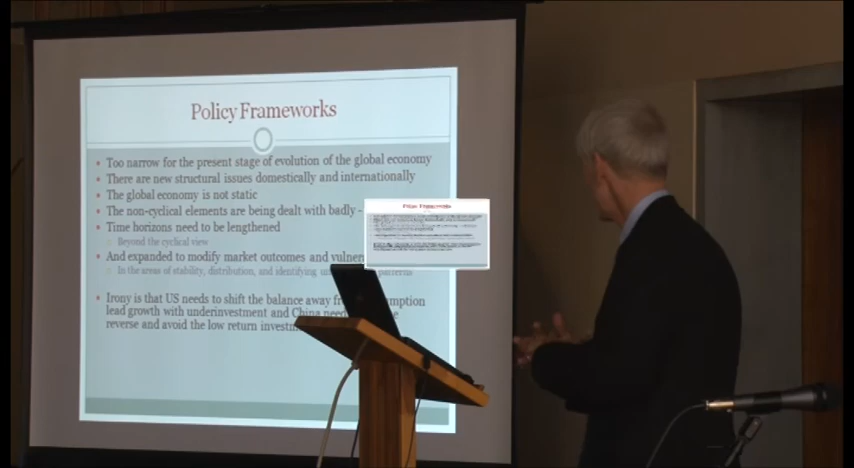 Policy Frameworks
Too narrow for the present stage of evolution of the global economy
There are new structural issues domestically and internationally
The global economy is not static
The non-cyclical elements are being dealt with badly -
Time horizons need to be lengthened
Beyond the cyclical view
And expanded to modify market outcomes and
In the areas of stability, distribution, and identifying patterns
Irony is that US needs to shift the balance away
lead growth with underinvestment and China
reverse and avoid the low return
Policy Frameworks